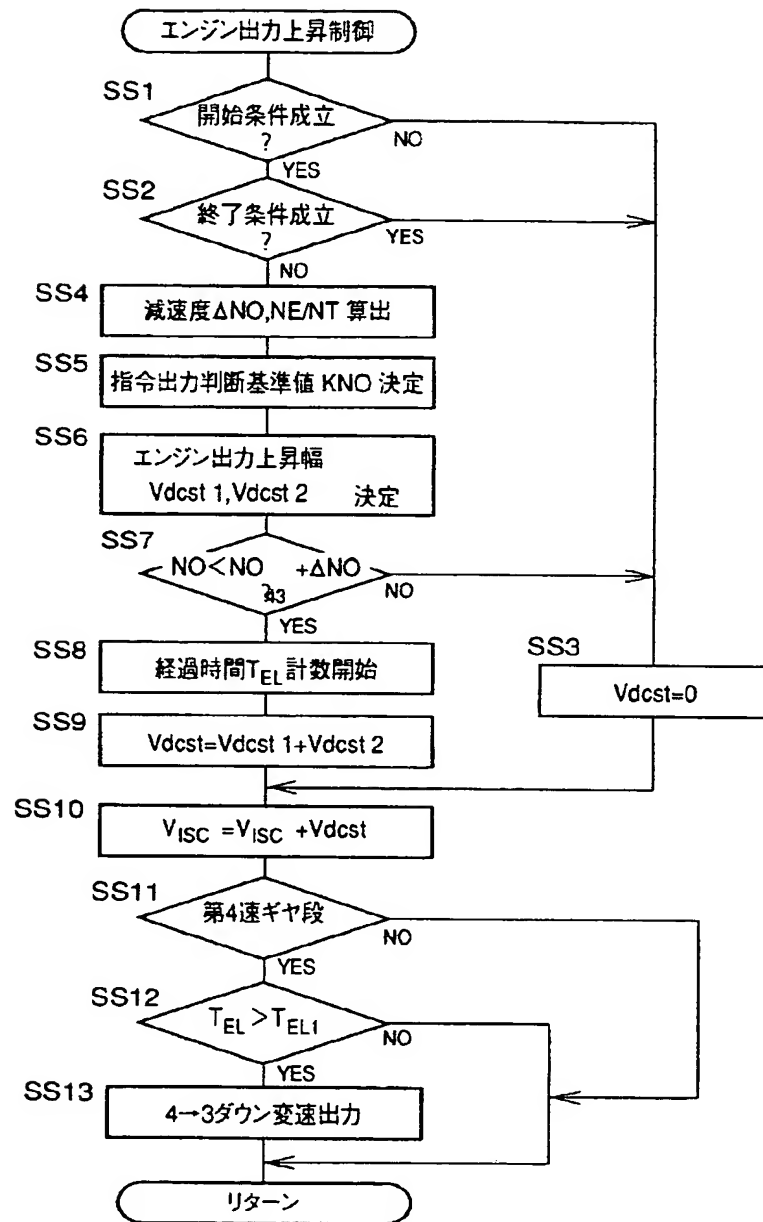 エンジン出力上昇制御
SS1
開始条件成立
?
NO
YES
SS2
終了条件成立
?
YES
NO
SS4
減速度ΔNO,NE/NT 算出
SS5
指令出力判断基準値 KNO 決定
SS6
エンジン出力上昇幅
Vdcst 1,Vdcst 2 決定
SS7
NO<NO +ΔNO
43
?
NO
YES
SS8
経過時間TEL計数開始
SS3
Vdcst=0
SS9
Vdcst=Vdcst 1+Vdcst 2
SS10
VISC =VISC +Vdcst
SS11
第4速ギヤ段
NO
YES
SS12
TEL>TEL1
NO
YES
SS13
4→3ダウン変速出力
リターン